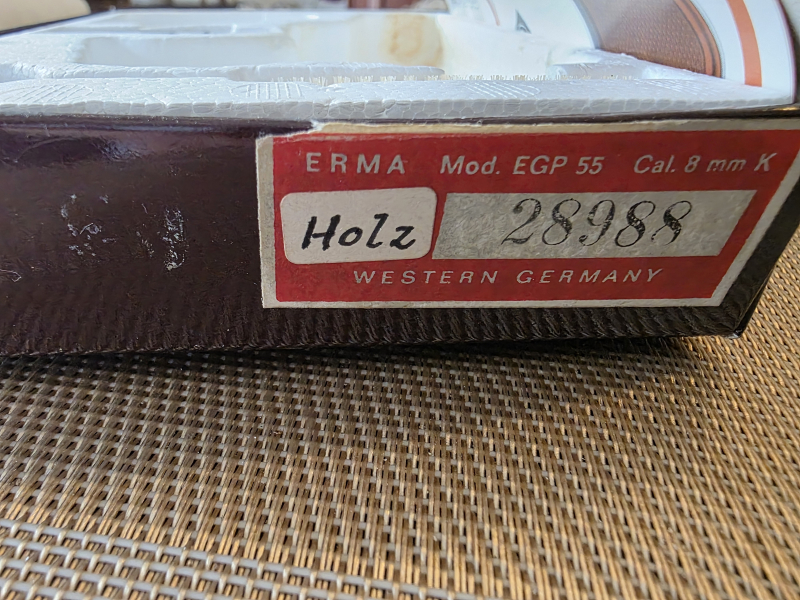 ERMA Mod. EGP 55 Cal. 8 mm K
Holz 28988
WESTERN GERMANY